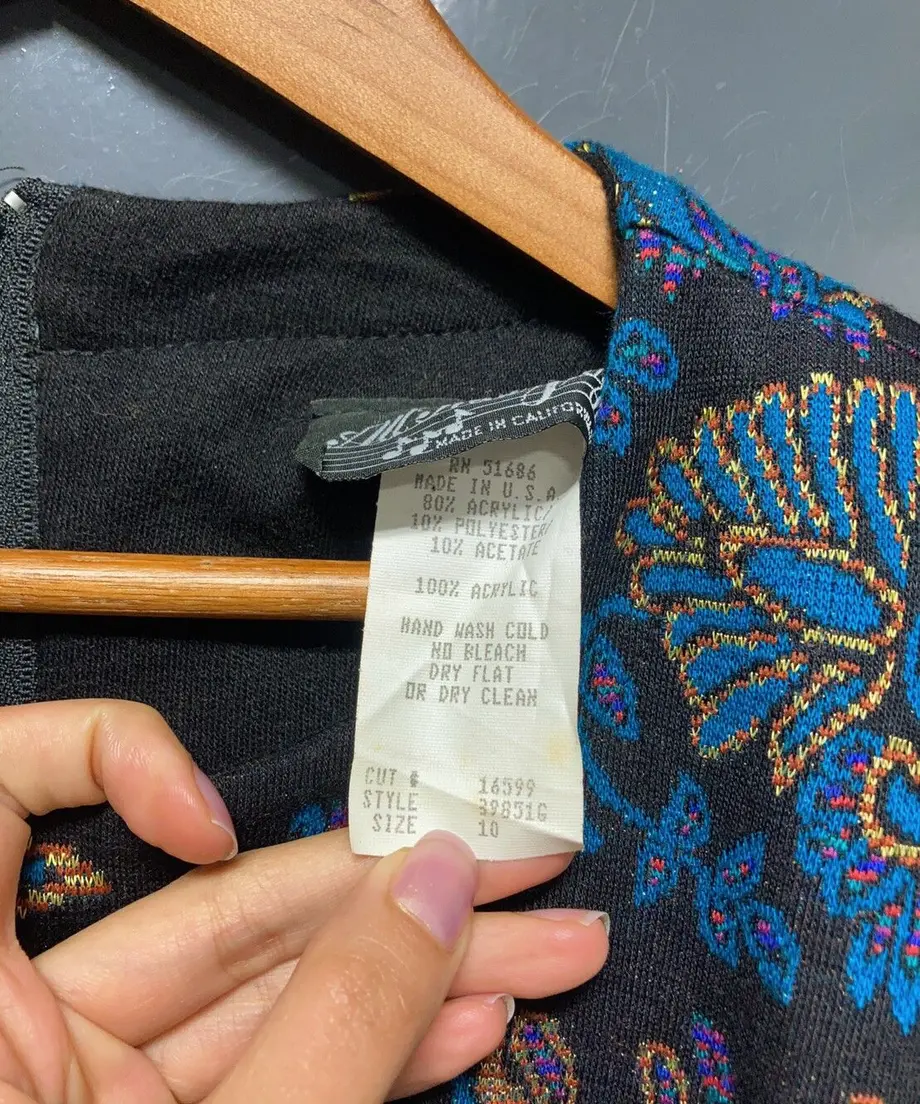 MADE IN CALIFOR
RN 51686
MADE IN U.S.A
80% ACRYLIC/
10% POLYESTER/
10% ACETATE
100% ACRYLIC
HAND WASH COLD
NO BLEACH
DRY FLAT
OR DRY CLEAN
CUT # 16599
STYLE 39851G
SIZE 10